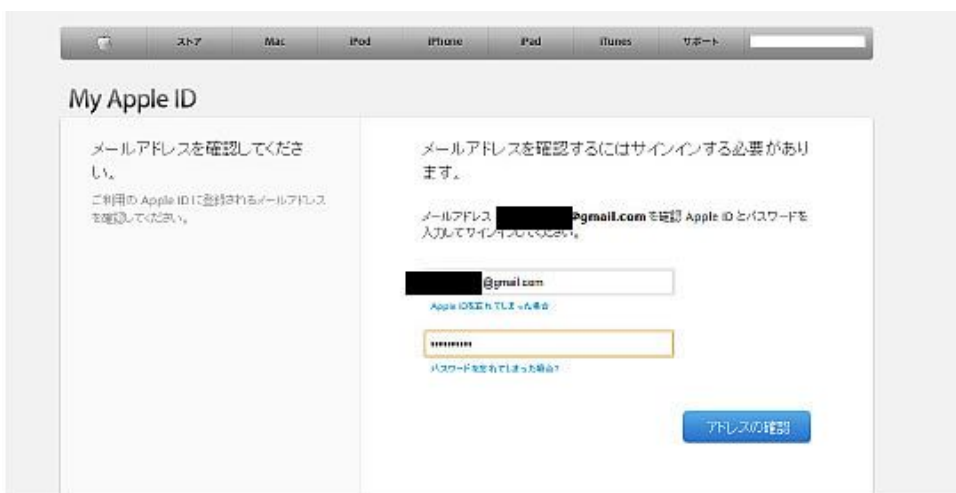 ストア Mac iPod iPhone iPad iTunes サポート
My Apple ID
メールアドレスを確認してくださ
い。
ご利用の Apple ID に登録されるメールアドレス
を確認してください。
メールアドレスを確認するにはサインインする必要があり
ます。
メールアドレス @gmail.com を確認 Apple ID とパスワードを
入力してサインインしてください。
@gmail.com
Apple IDを忘れてしまった場合
パスワードを忘れてしまった場合?
アドレスの確認